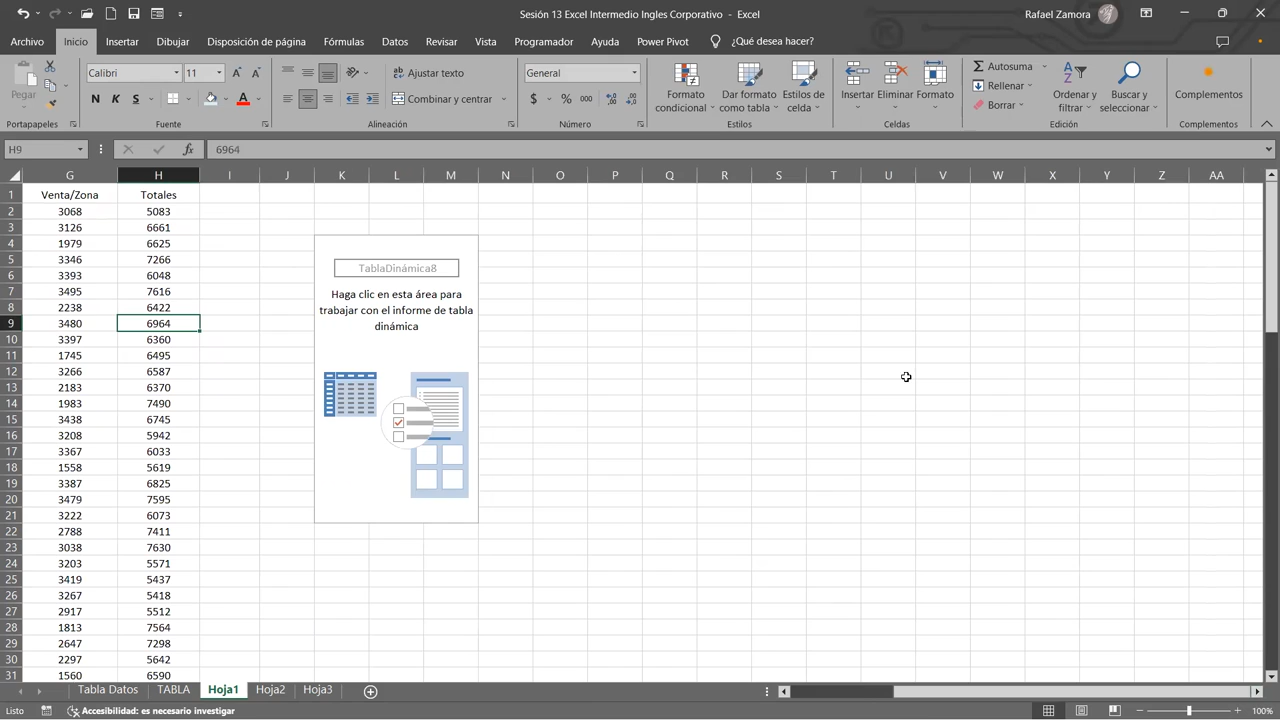 Sesión 13 Excel Intermedio Ingles Corporativo - Excel
Rafael Zamora
Archivo Inicio Insertar Dibujar Disposición de página Fórmulas Datos Revisar Vista Programador Ayuda Power Pivot ¿Qué desea hacer?
Pegar
Portapapeles
Calibri 11
N K S
Fuente
Ajustar texto
Combinar y centrar
Alineación
General
$ % 000
Número
Formato condicional
Dar formato como tabla
Estilos de celda
Estilos
Insertar Eliminar Formato
Celdas
Autosuma
Rellenar
Borrar
Ordenar y filtrar
Buscar y seleccionar
Edición
Complementos
Complementos
H9 fx 6964
G H I J K L M N O P Q R S T U V W X Y Z AA
1 Venta/Zona Totales
2 3068 5083
3 3126 6661
4 1979 6625
5 3346 7266
6 3393 6048
7 3495 7616
8 2238 6422
9 3480 6964
10 3397 6360
11 1745 6495
12 3266 6587
13 2183 6370
14 1983 7490
15 3438 6745
16 3208 5942
17 3367 6033
18 1558 5619
19 3387 6825
20 3479 7595
21 3222 6073
22 2788 7411
23 3038 7630
24 3203 5571
25 3419 5437
26 3267 5418
27 2917 5512
28 1813 7564
29 2647 7298
30 2297 5642
31 1560 6590
TablaDinámica8
Haga clic en esta área para
trabajar con el informe de tabla
dinámica
Tabla Datos TABLA Hoja1 Hoja2 Hoja3
Listo Accesibilidad: es necesario investigar 100%